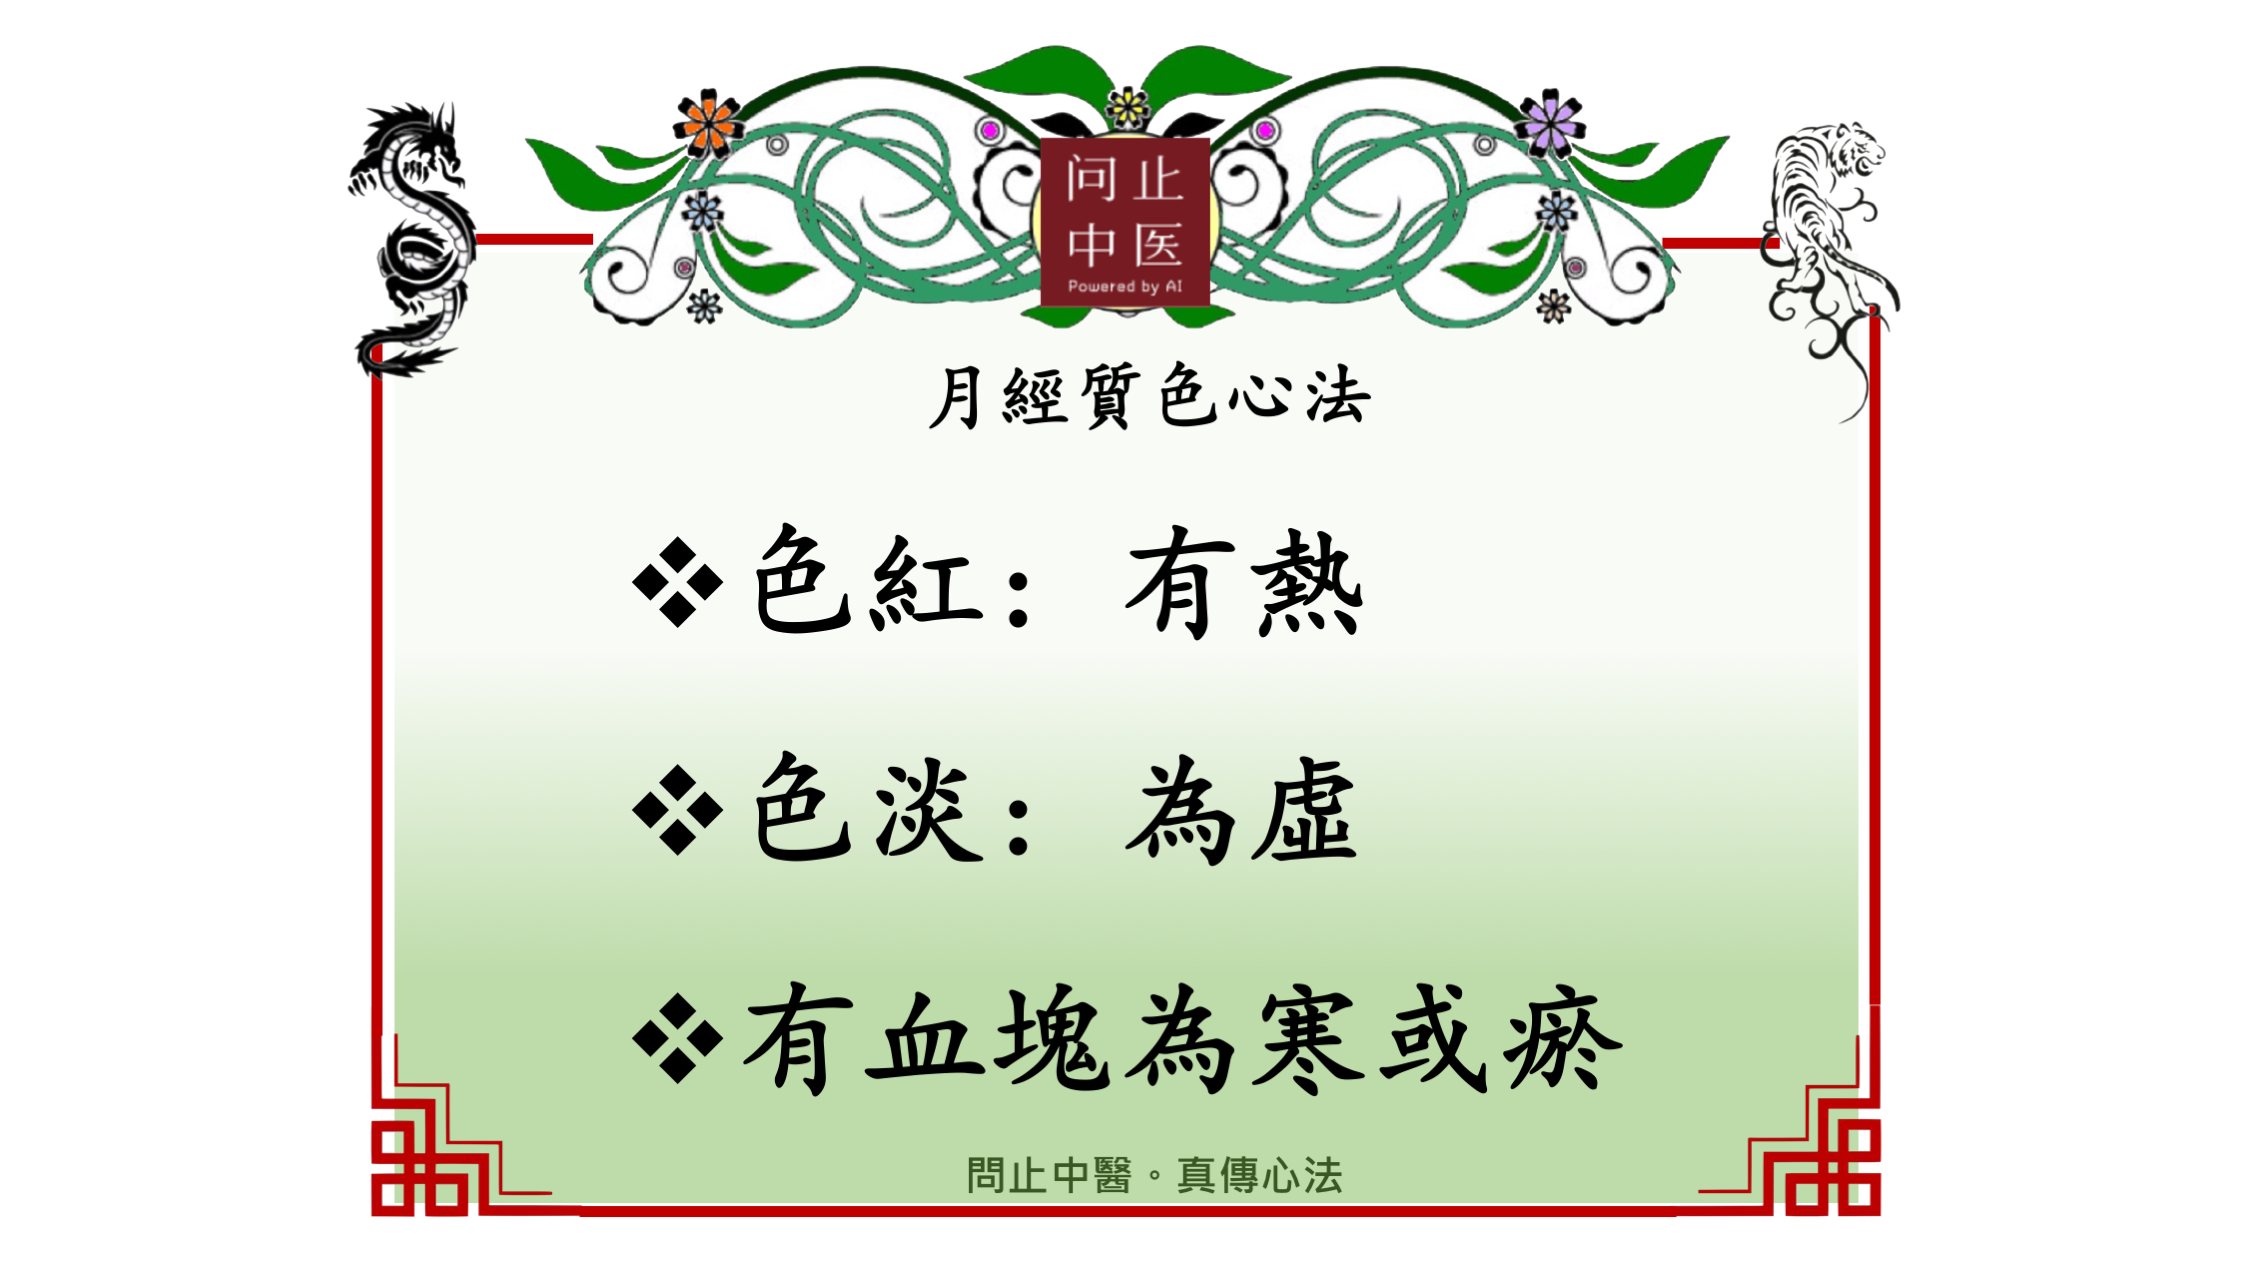 问止
中医
Powered by AI
月經質色心法
❖色紅：有熱
❖色淡：為虛
❖有血塊為寒或瘀
問止中醫。真傳心法